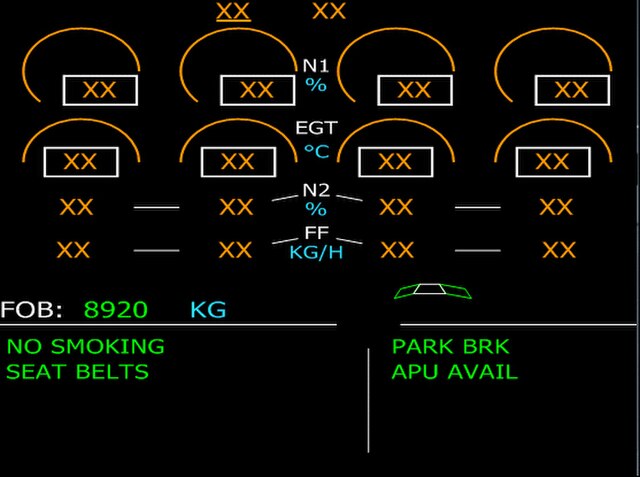 XX XX
XX XX N1 XX XX
%
EGT
XX XX °C XX XX
N2
XX XX % XX XX
FF
XX XX KG/H XX XX
FOB: 8920 KG
NO SMOKING PARK BRK
SEAT BELTS APU AVAIL